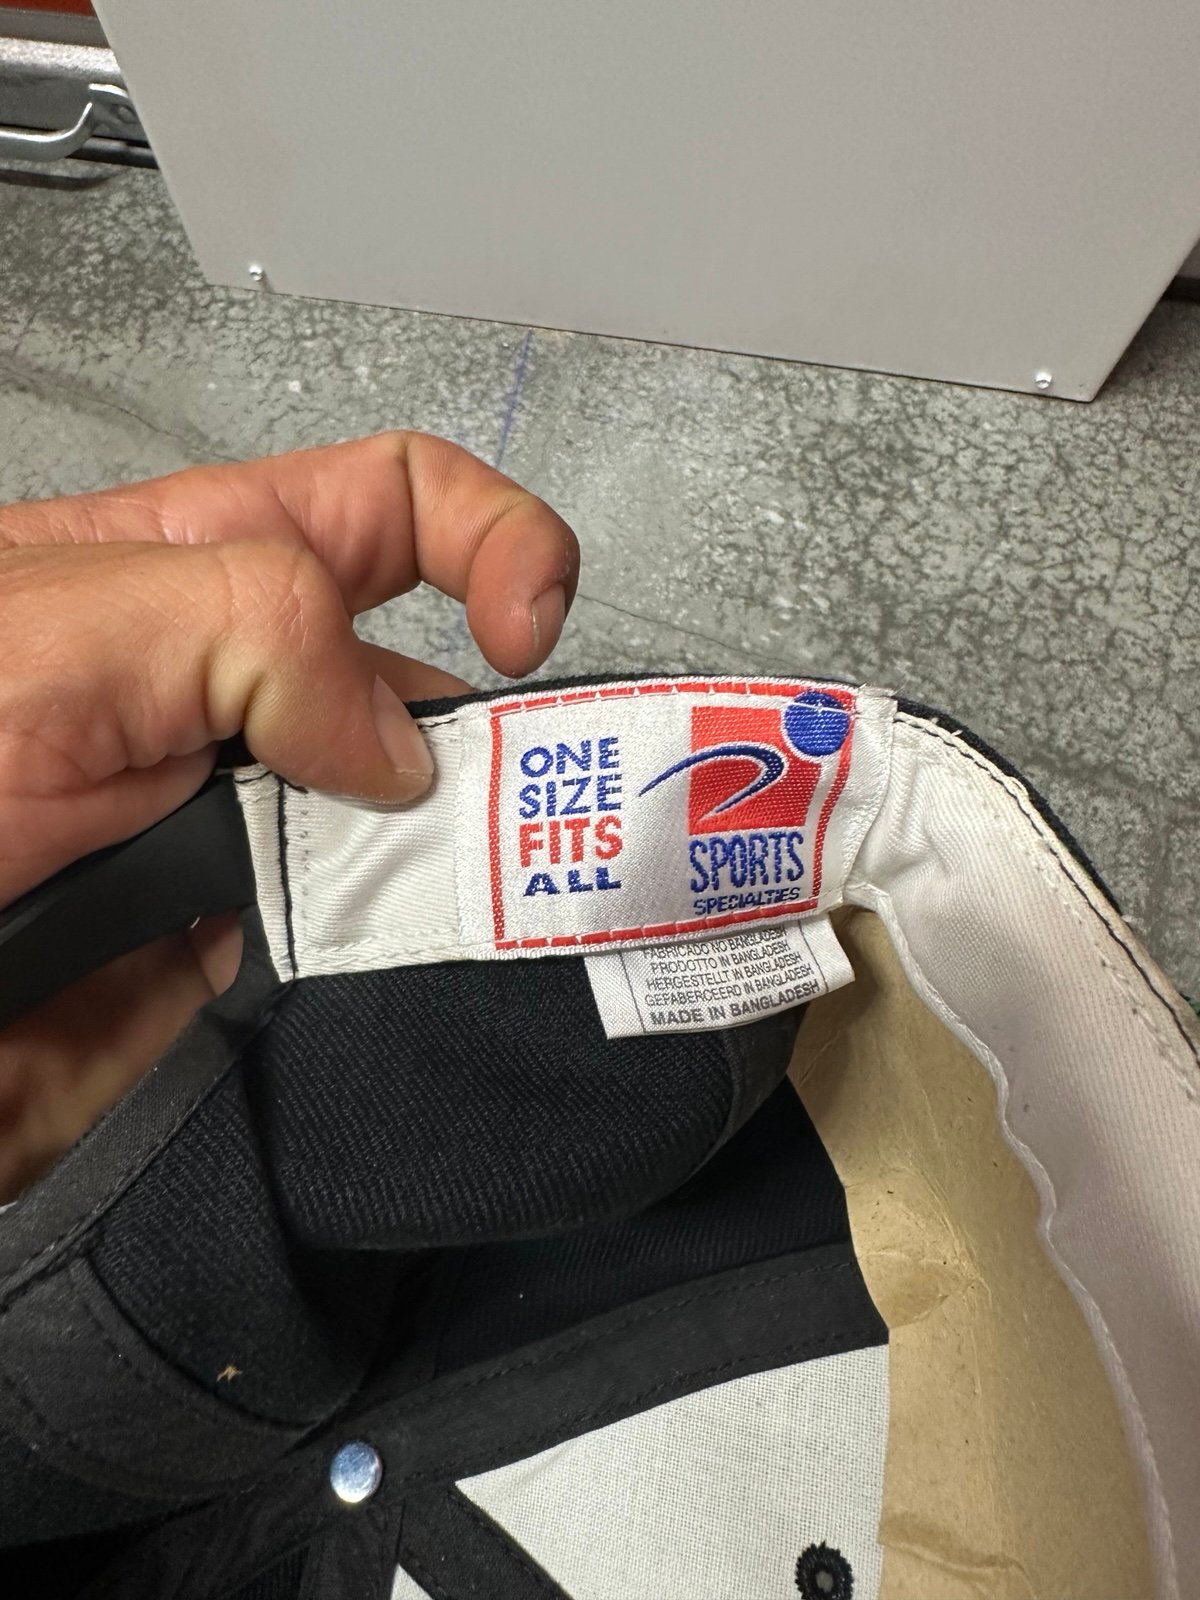 ONE
SIZE
FITS
ALL
SPORTS
SPECIALTIES
FABRICADO NO BANGLADESH
PRODOTTO IN BANGLADESH
HERGESTELLT IN BANGLADESH
GEFABERCEERD IN BANGLADESH
MADE IN BANGLADESH